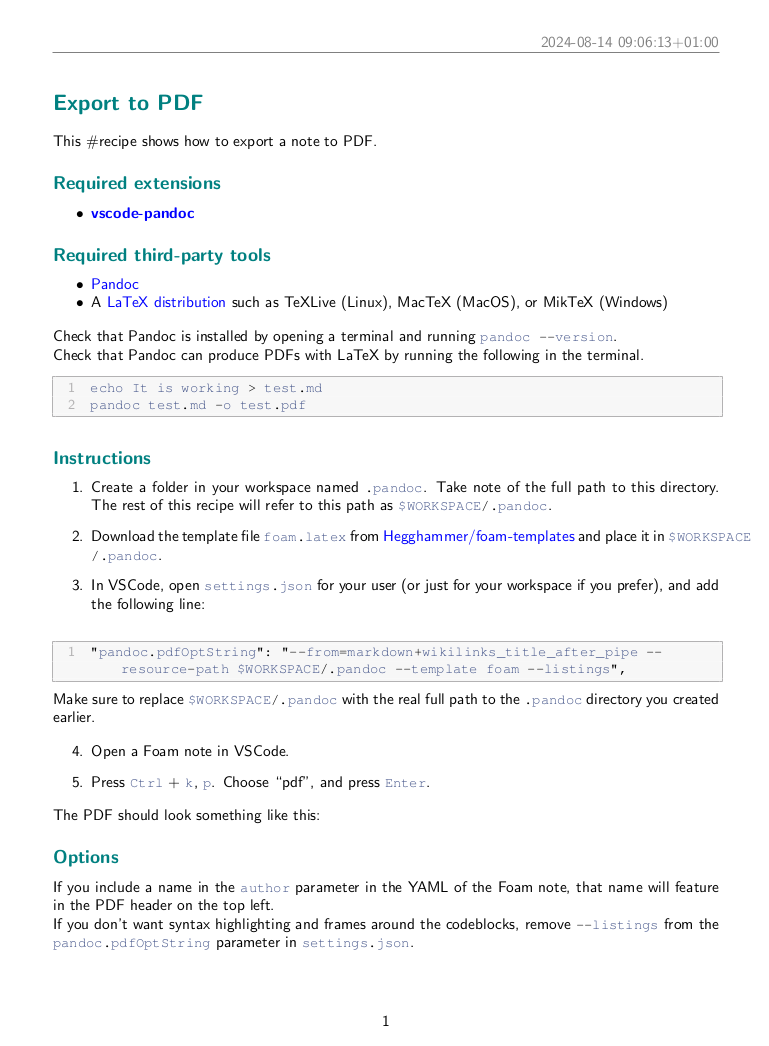 2024-08-14 09:06:13+01:00
Export to PDF
This #recipe shows how to export a note to PDF.
Required extensions
• vscode-pandoc
Required third-party tools
• Pandoc
• A LaTeX distribution such as TeXLive (Linux), MacTeX (MacOS), or MikTeX (Windows)
Check that Pandoc is installed by opening a terminal and running pandoc --version.
Check that Pandoc can produce PDFs with LaTeX by running the following in the terminal.
1 echo It is working > test.md
2 pandoc test.md -o test.pdf
Instructions
1. Create a folder in your workspace named .pandoc. Take note of the full path to this directory.
The rest of this recipe will refer to this path as $WORKSPACE/.pandoc.
2. Download the template file foam.latex from Hegghammer/foam-templates and place it in $WORKSPACE
/.pandoc.
3. In VSCode, open settings.json for your user (or just for your workspace if you prefer), and add
the following line:
1 "pandoc.pdfOptString": "--from=markdown+wikilinks_title_after_pipe --
resource-path $WORKSPACE/.pandoc --template foam --listings",
Make sure to replace $WORKSPACE/.pandoc with the real full path to the .pandoc directory you created
earlier.
4. Open a Foam note in VSCode.
5. Press Ctrl + k, p. Choose “pdf”, and press Enter.
The PDF should look something like this:
Options
If you include a name in the author parameter in the YAML of the Foam note, that name will feature
in the PDF header on the top left.
If you don’t want syntax highlighting and frames around the codeblocks, remove --listings from the
pandoc.pdfOptString parameter in settings.json.
1